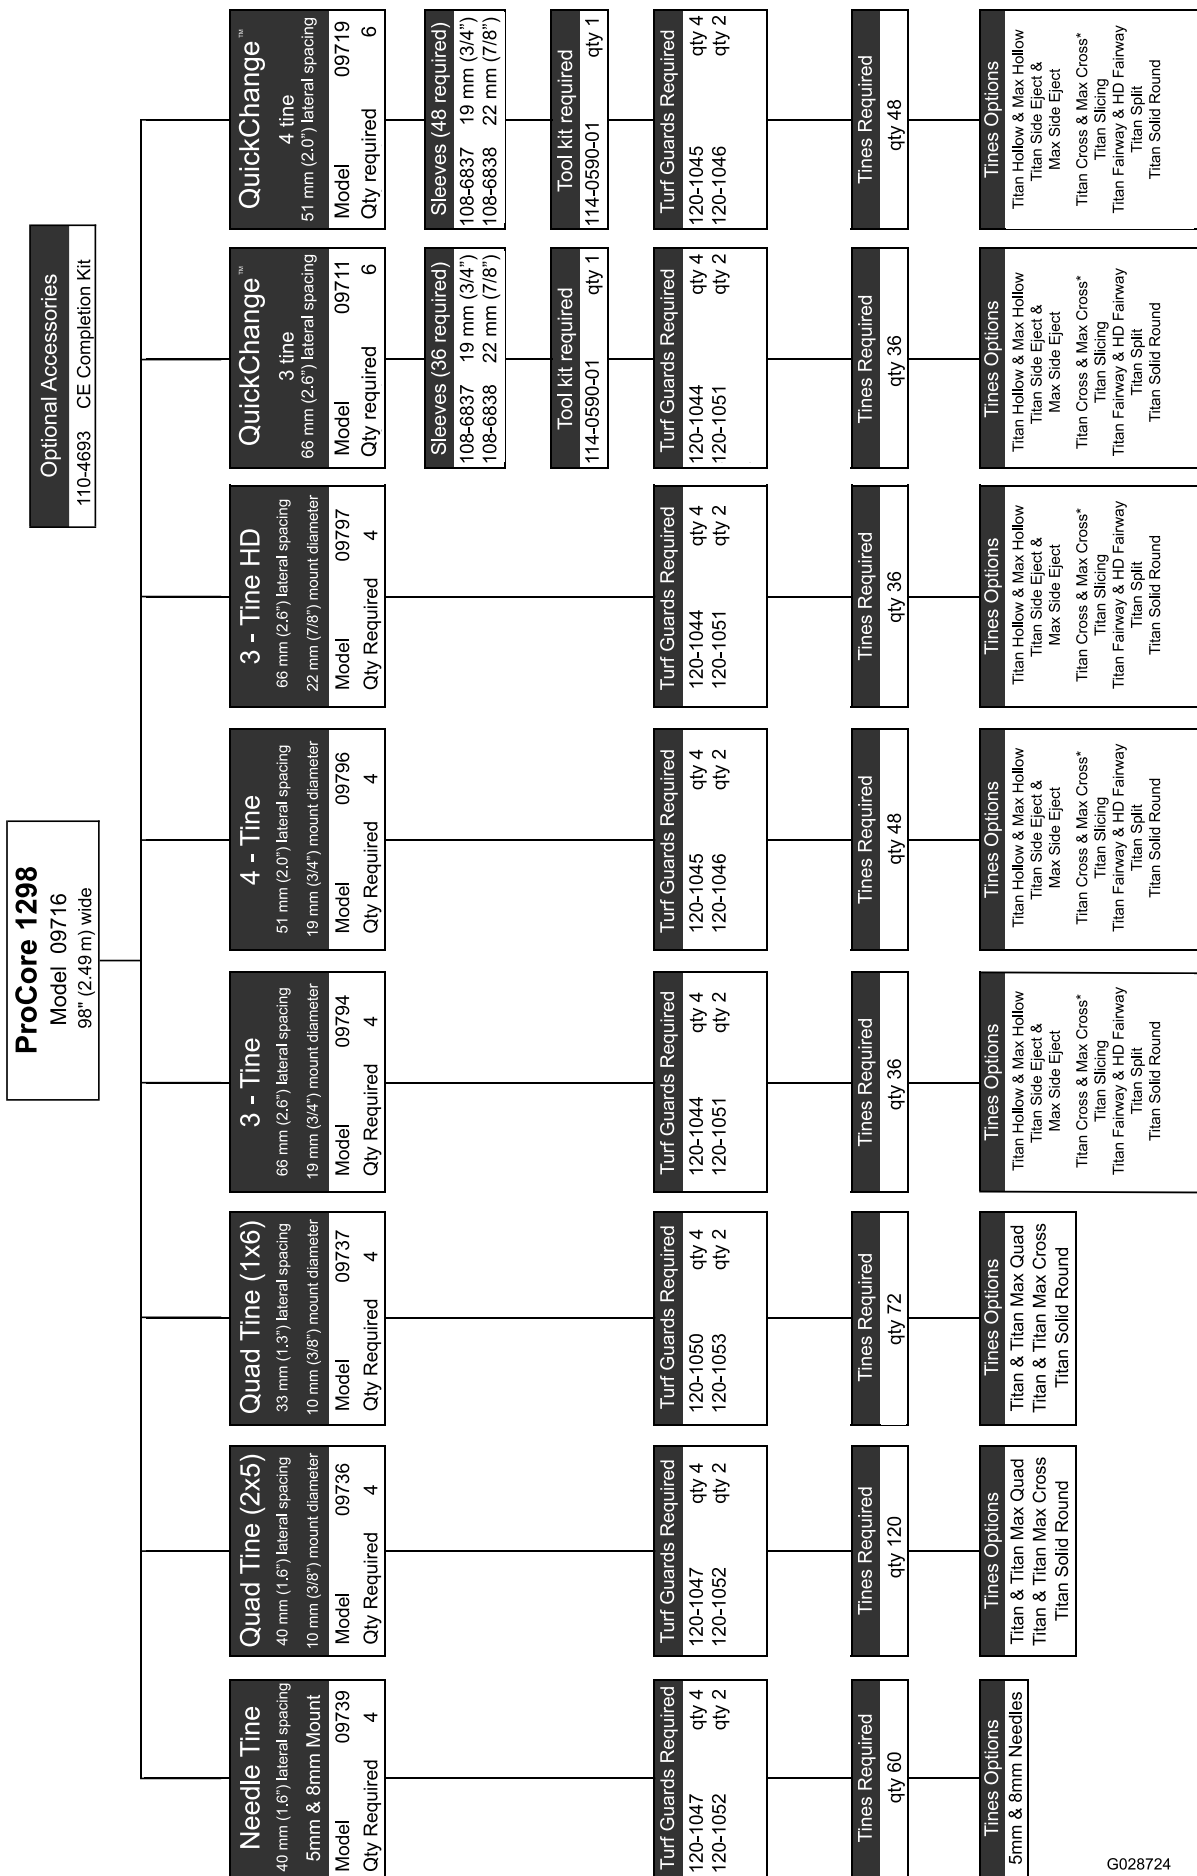 ProCore 1298
Model 09716
98" (2.49 m) wide
Optional Accessories
110-4693 CE Completion Kit
Needle Tine
40 mm (1.6") lateral spacing
5mm & 8mm Mount
Model 09739
Qty Required 4
Turf Guards Required
120-1047 qty 4
120-1052 qty 2
Tines Required
qty 60
Tines Options
5mm & 8mm Needles
Quad Tine (2x5)
40 mm (1.6") lateral spacing
10 mm (3/8") mount diameter
Model 09736
Qty Required 4
Turf Guards Required
120-1047 qty 4
120-1052 qty 2
Tines Required
qty 120
Tines Options
Titan & Titan Max Quad
Titan & Titan Max Cross
Titan Solid Round
Quad Tine (1x6)
33 mm (1.3") lateral spacing
10 mm (3/8") mount diameter
Model 09737
Qty Required 4
Turf Guards Required
120-1050 qty 4
120-1053 qty 2
Tines Required
qty 72
Tines Options
Titan & Titan Max Quad
Titan & Titan Max Cross
Titan Solid Round
3 - Tine
66 mm (2.6") lateral spacing
19 mm (3/4") mount diameter
Model 09794
Qty Required 4
Turf Guards Required
120-1044 qty 4
120-1051 qty 2
Tines Required
qty 36
Tines Options
Titan Hollow & Max Hollow
Titan Side Eject &
Max Side Eject
Titan Cross & Max Cross*
Titan Slicing
Titan Fairway & HD Fairway
Titan Split
Titan Solid Round
4 - Tine
51 mm (2.0") lateral spacing
19 mm (3/4") mount diameter
Model 09796
Qty Required 4
Turf Guards Required
120-1045 qty 4
120-1046 qty 2
Tines Required
qty 48
Tines Options
Titan Hollow & Max Hollow
Titan Side Eject &
Max Side Eject
Titan Cross & Max Cross*
Titan Slicing
Titan Fairway & HD Fairway
Titan Split
Titan Solid Round
3 - Tine HD
66 mm (2.6") lateral spacing
22 mm (7/8") mount diameter
Model 09797
Qty Required 4
Turf Guards Required
120-1044 qty 4
120-1051 qty 2
Tines Required
qty 36
Tines Options
Titan Hollow & Max Hollow
Titan Side Eject &
Max Side Eject
Titan Cross & Max Cross*
Titan Slicing
Titan Fairway & HD Fairway
Titan Split
Titan Solid Round
QuickChange™
3 tine
66 mm (2.6") lateral spacing
Model 09711
Qty required 6
Sleeves (36 required)
108-6837 19 mm (3/4")
108-6838 22 mm (7/8")
Tool kit required
114-0590-01 qty 1
Turf Guards Required
120-1044 qty 4
120-1051 qty 2
Tines Required
qty 36
Tines Options
Titan Hollow & Max Hollow
Titan Side Eject &
Max Side Eject
Titan Cross & Max Cross*
Titan Slicing
Titan Fairway & HD Fairway
Titan Split
Titan Solid Round
QuickChange™
4 tine
51 mm (2.0") lateral spacing
Model 09719
Qty required 6
Sleeves (48 required)
108-6837 19 mm (3/4")
108-6838 22 mm (7/8")
Tool kit required
114-0590-01 qty 1
Turf Guards Required
120-1045 qty 4
120-1046 qty 2
Tines Required
qty 48
Tines Options
Titan Hollow & Max Hollow
Titan Side Eject &
Max Side Eject
Titan Cross & Max Cross*
Titan Slicing
Titan Fairway & HD Fairway
Titan Split
Titan Solid Round
G028724